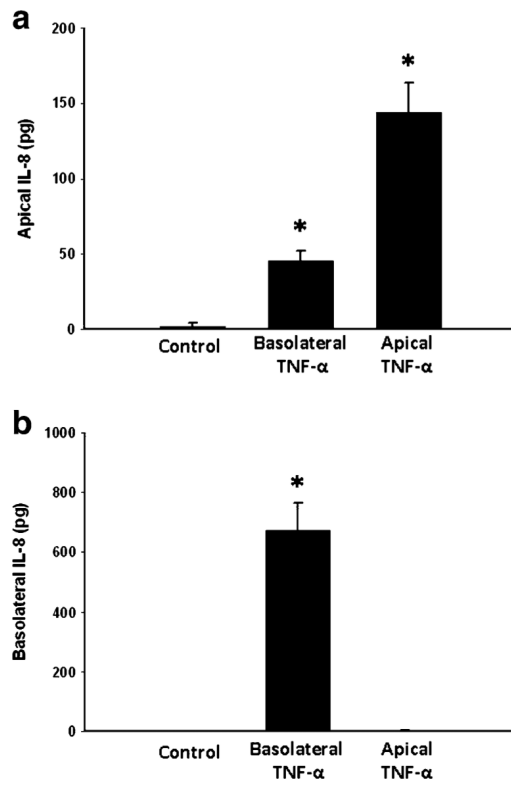 a
200
150
100
50
0
Apical IL-8 (pg)
*
*
Control
Basolateral
TNF-α
Apical
TNF-α
b
1000
800
600
400
200
0
Basolateral IL-8 (pg)
*
Control
Basolateral
TNF-α
Apical
TNF-α